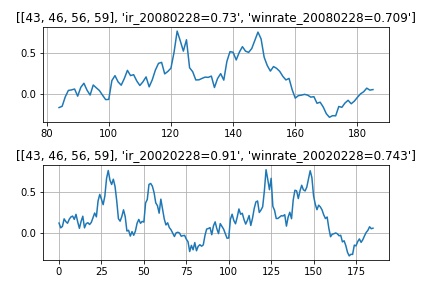 [[43, 46, 56, 59], 'ir_20080228=0.73', 'winrate_20080228=0.709']
0.5
0.0
80 100 120 140 160 180
[[43, 46, 56, 59], 'ir_20020228=0.91', 'winrate_20020228=0.743']
0.5
0.0
0 25 50 75 100 125 150 175